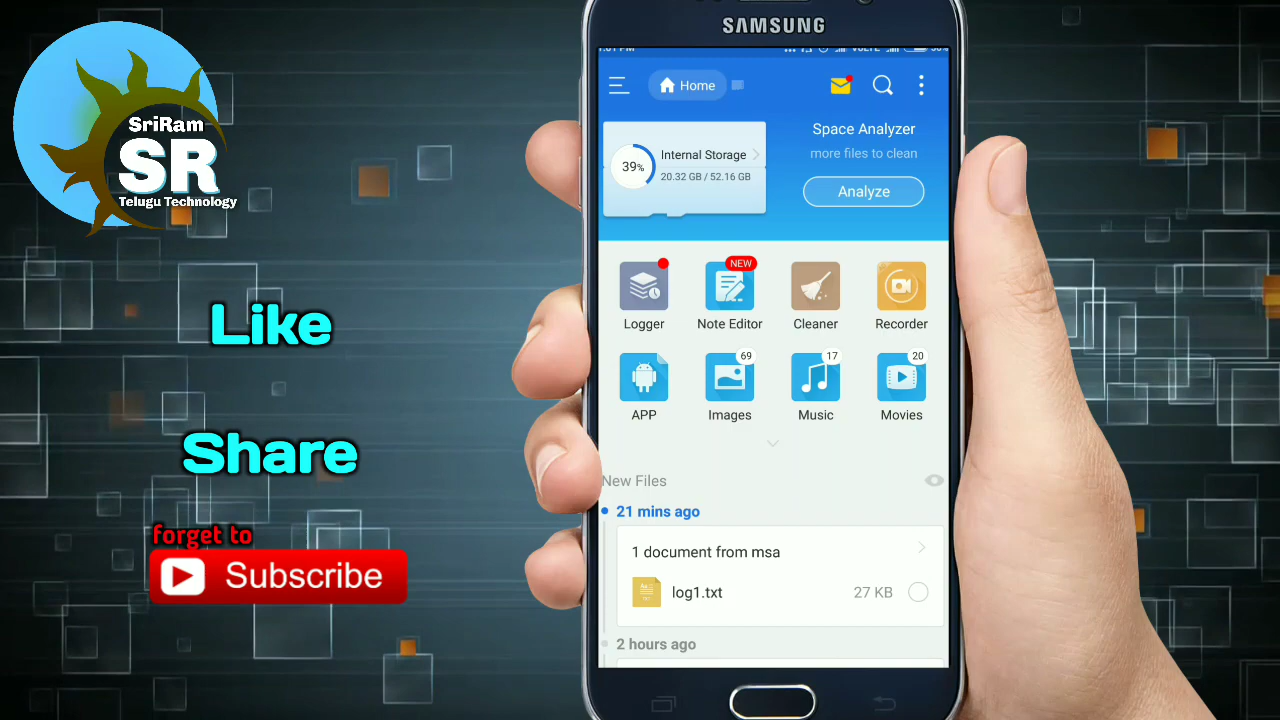 SriRam
SR
Telugu Technology
Like
Share
forget to
Subscribe
SAMSUNG
Home
Space Analyzer
more files to clean
Analyze
39%
Internal Storage
20.32 GB / 52.16 GB
Logger
NEW
Note Editor
Cleaner
Recorder
APP
69
Images
17
Music
20
Movies
New Files
21 mins ago
1 document from msa
log1.txt
27 KB
2 hours ago